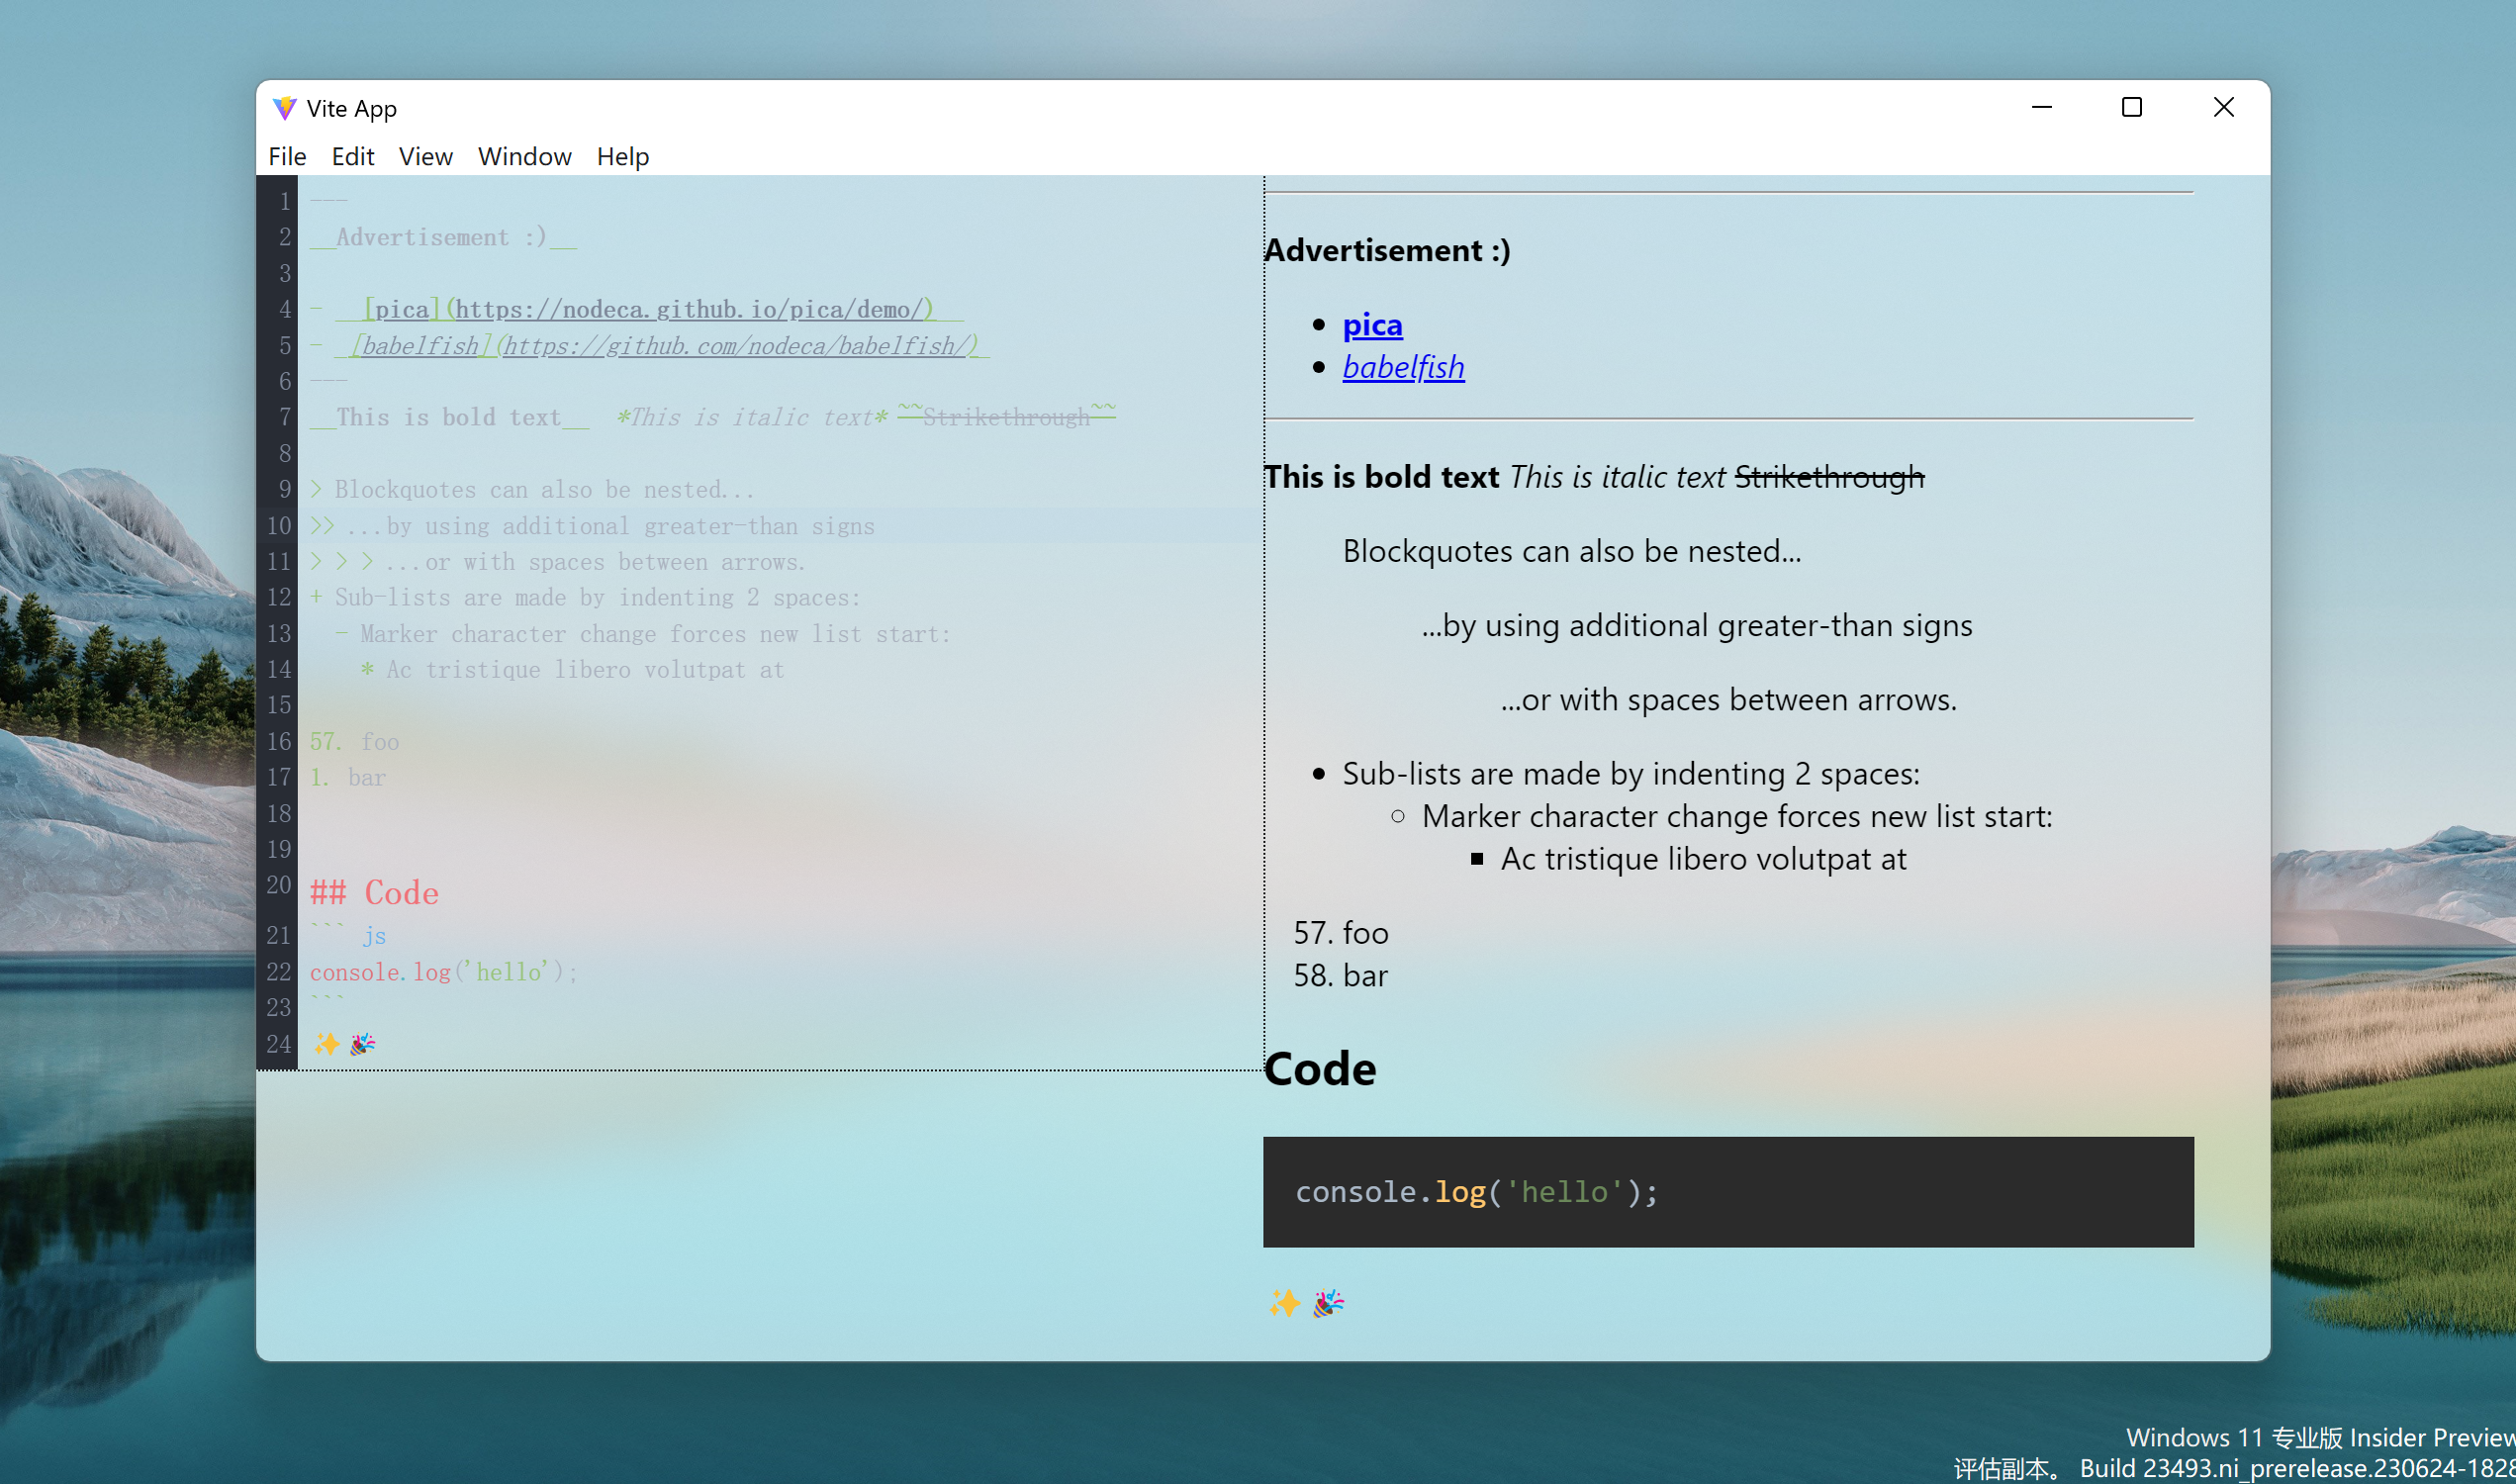 Vite App
File Edit View Window Help
1 ---
2 __Advertisement :)__
3
4 - __[pica](https://nodeca.github.io/pica/demo/)__
5 - _[babelfish](https://github.com/nodeca/babelfish/)_
6 ---
7 __This is bold text__ *This is italic text* ~~Strikethrough~~
8
9 > Blockquotes can also be nested...
10 >> ...by using additional greater-than signs
11 > > > ...or with spaces between arrows.
12 + Sub-lists are made by indenting 2 spaces:
13 - Marker character change forces new list start:
14 * Ac tristique libero volutpat at
15
16 57. foo
17 1. bar
18
19
20 ## Code
21 ``` js
22 console.log('hello');
23 ```
24 ✨ 🎉
Advertisement :)
• pica
• babelfish
This is bold text This is italic text Strikethrough
Blockquotes can also be nested...
...by using additional greater-than signs
...or with spaces between arrows.
• Sub-lists are made by indenting 2 spaces:
○ Marker character change forces new list start:
■ Ac tristique libero volutpat at
57. foo
58. bar
Code
console.log('hello');
✨ 🎉
Windows 11 专业版 Insider Preview
评估副本。 Build 23493.ni_prerelease.230624-1828